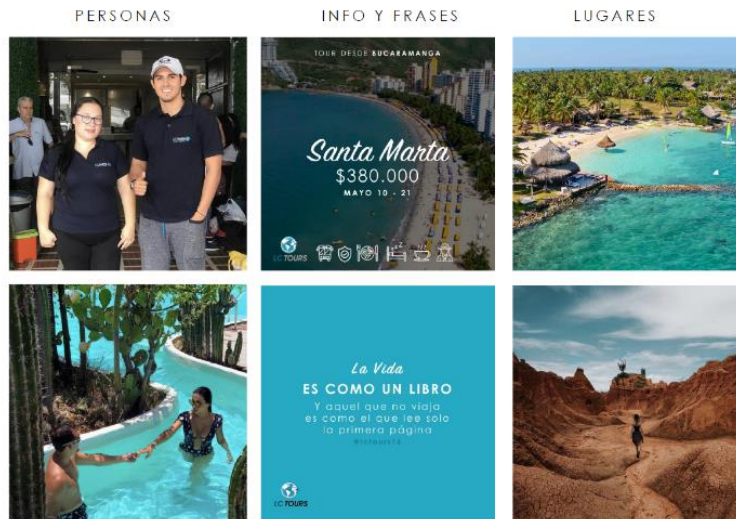 PERSONAS
INFO Y FRASES
LUGARES
TOUR DESDE BUCARAMANGA
Santa Marta
$380.000
MAYO 10 - 21
LC TOURS
La Vida
ES COMO UN LIBRO
Y aquel que no viaja
es como el que lee solo
la primera página
LC TOURS